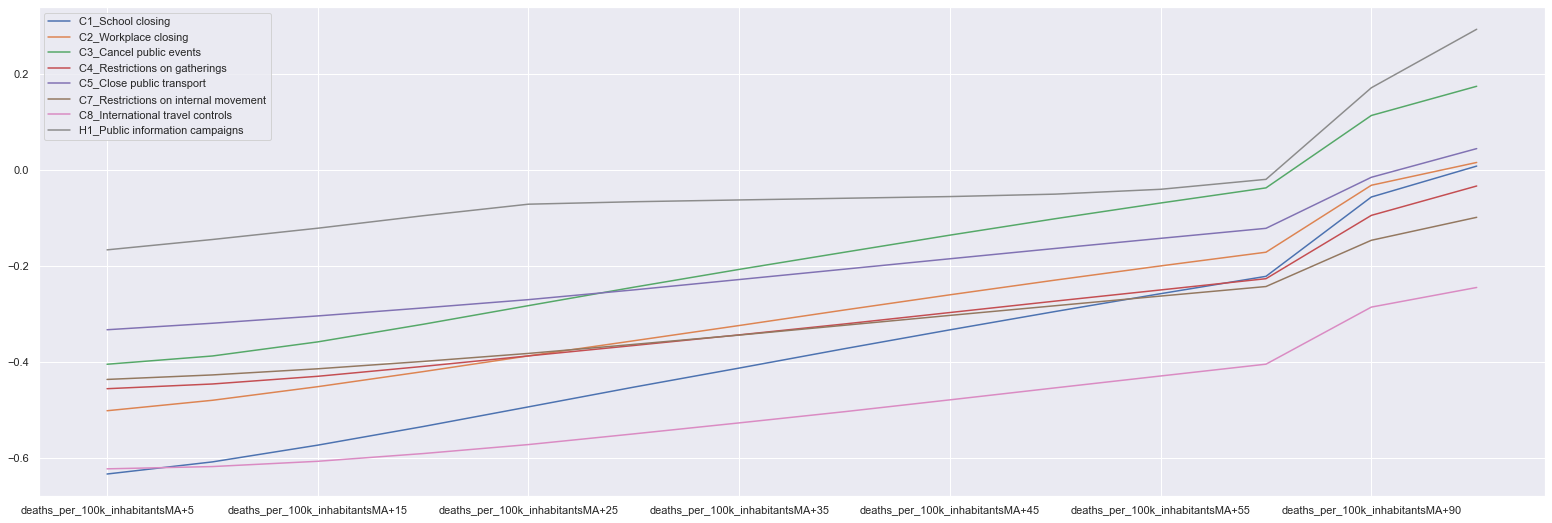 C1_School closing
C2_Workplace closing
C3_Cancel public events
C4_Restrictions on gatherings
C5_Close public transport
C7_Restrictions on internal movement
C8_International travel controls
H1_Public information campaigns
0.2
0.0
−0.2
−0.4
−0.6
deaths_per_100k_inhabitantsMA+5
deaths_per_100k_inhabitantsMA+15
deaths_per_100k_inhabitantsMA+25
deaths_per_100k_inhabitantsMA+35
deaths_per_100k_inhabitantsMA+45
deaths_per_100k_inhabitantsMA+55
deaths_per_100k_inhabitantsMA+90